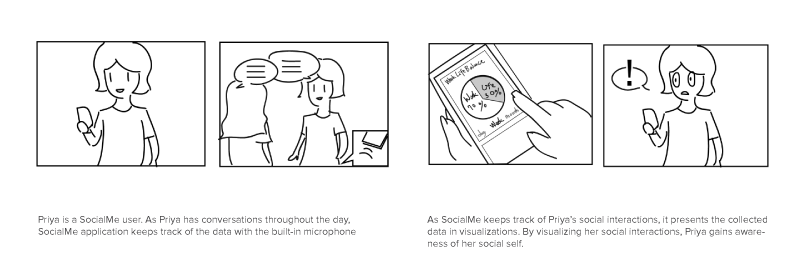 Work Life Balance
Life
30%
Work
70%
day Week month
!
Priya is a SocialMe user. As Priya has conversations throughout the day,
SocialMe application keeps track of the data with the built-in microphone
As SocialMe keeps track of Priya's social interactions, it presents the collected
data in visualizations. By visualizing her social interactions, Priya gains aware-
ness of her social self.